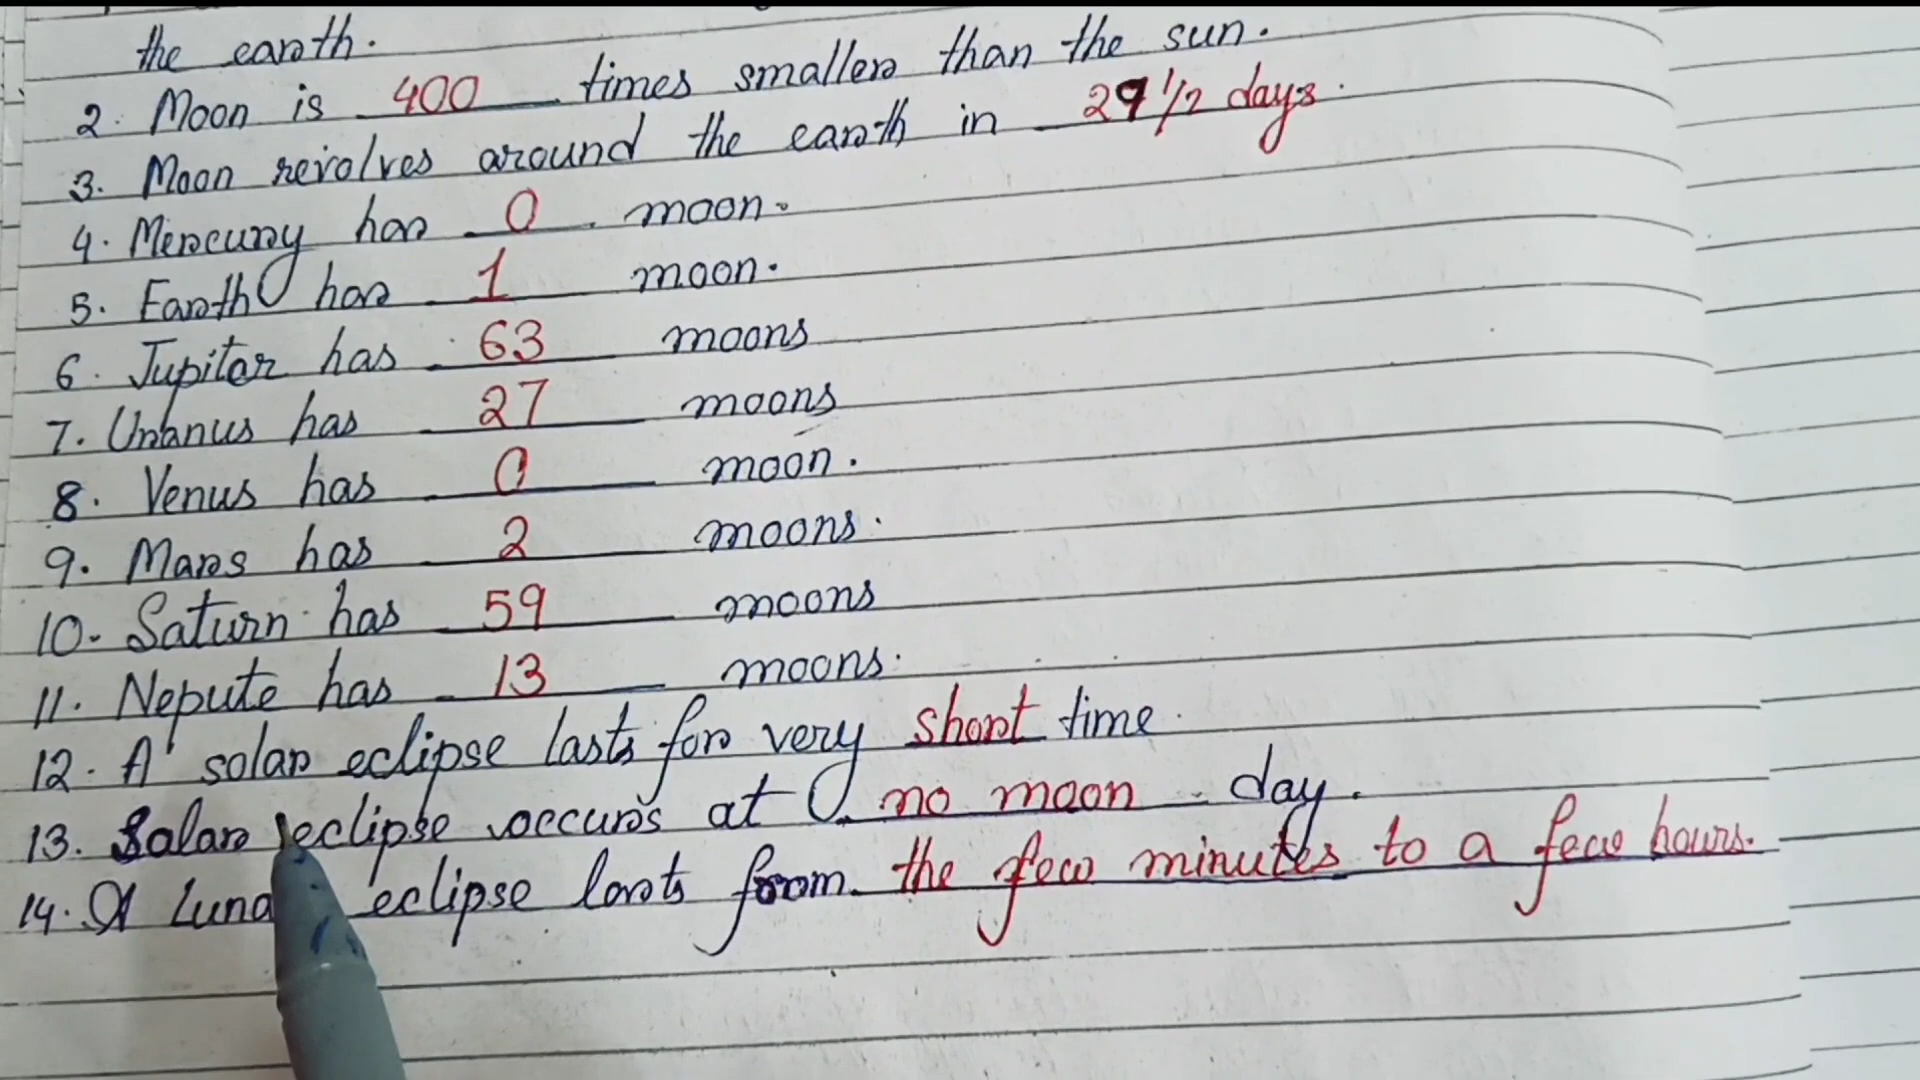 the earth.
2. Moon is 400 times smaller than the sun.
3. Moon revolves around the earth in 29 1/2 days.
4. Mercury has 0 moon.
5. Earth has 1 moon.
6. Jupiter has 63 moons
7. Uranus has 27 moons
8. Venus has 0 moon.
9. Mars has 2 moons.
10. Saturn has 59 moons
11. Nepute has 13 moons.
12. A solar eclipse lasts for very short time.
13. Solar eclipse occurs at no moon day.
14. A Luna eclipse lasts from the few minutes to a few hours.